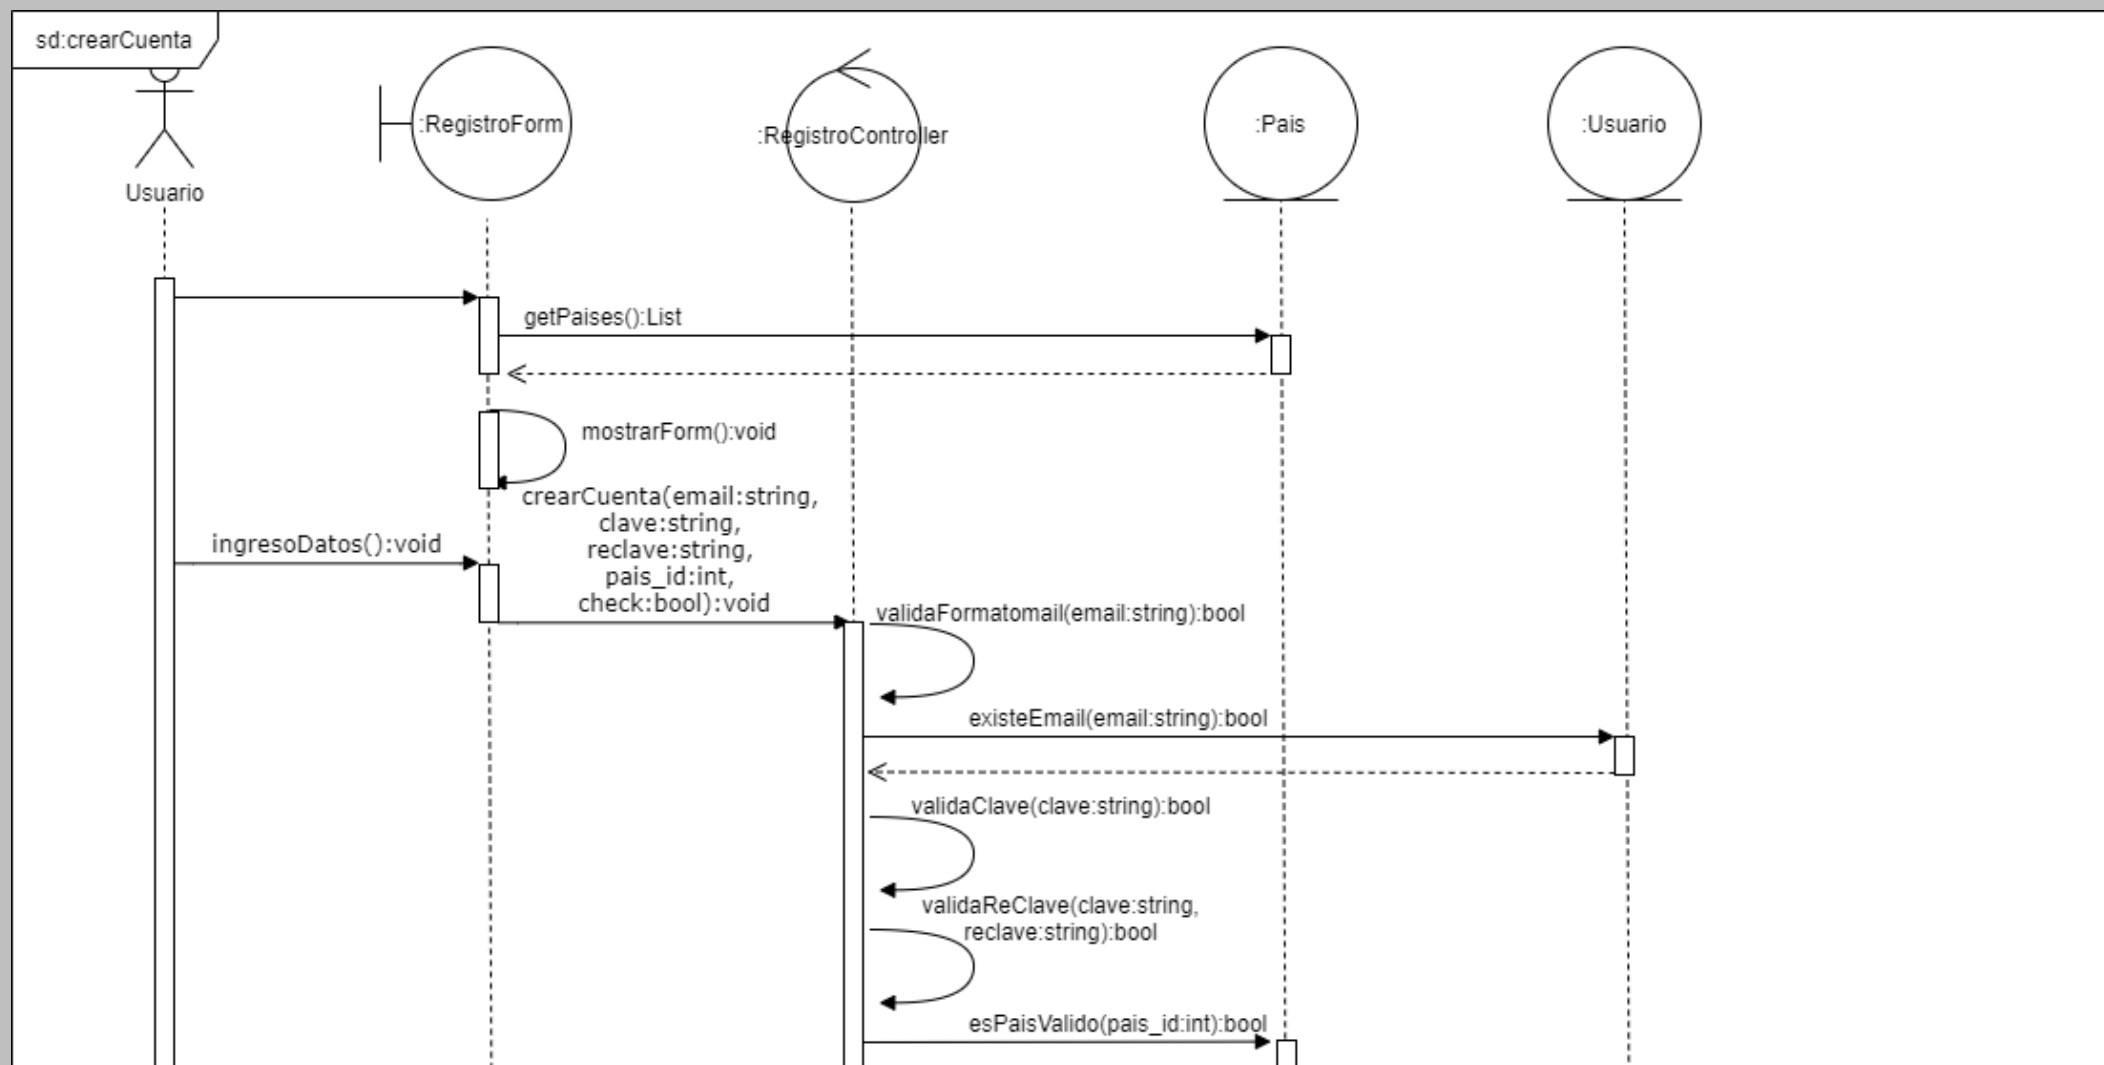 sd:crearCuenta
:RegistroForm
:RegistroController
:Pais
:Usuario
Usuario
getPaises():List
mostrarForm():void
crearCuenta(email:string,
clave:string,
reclave:string,
pais_id:int,
check:bool):void
ingresoDatos():void
validaFormatomail(email:string):bool
existeEmail(email:string):bool
validaClave(clave:string):bool
validaReClave(clave:string,
reclave:string):bool
esPaisValido(pais_id:int):bool